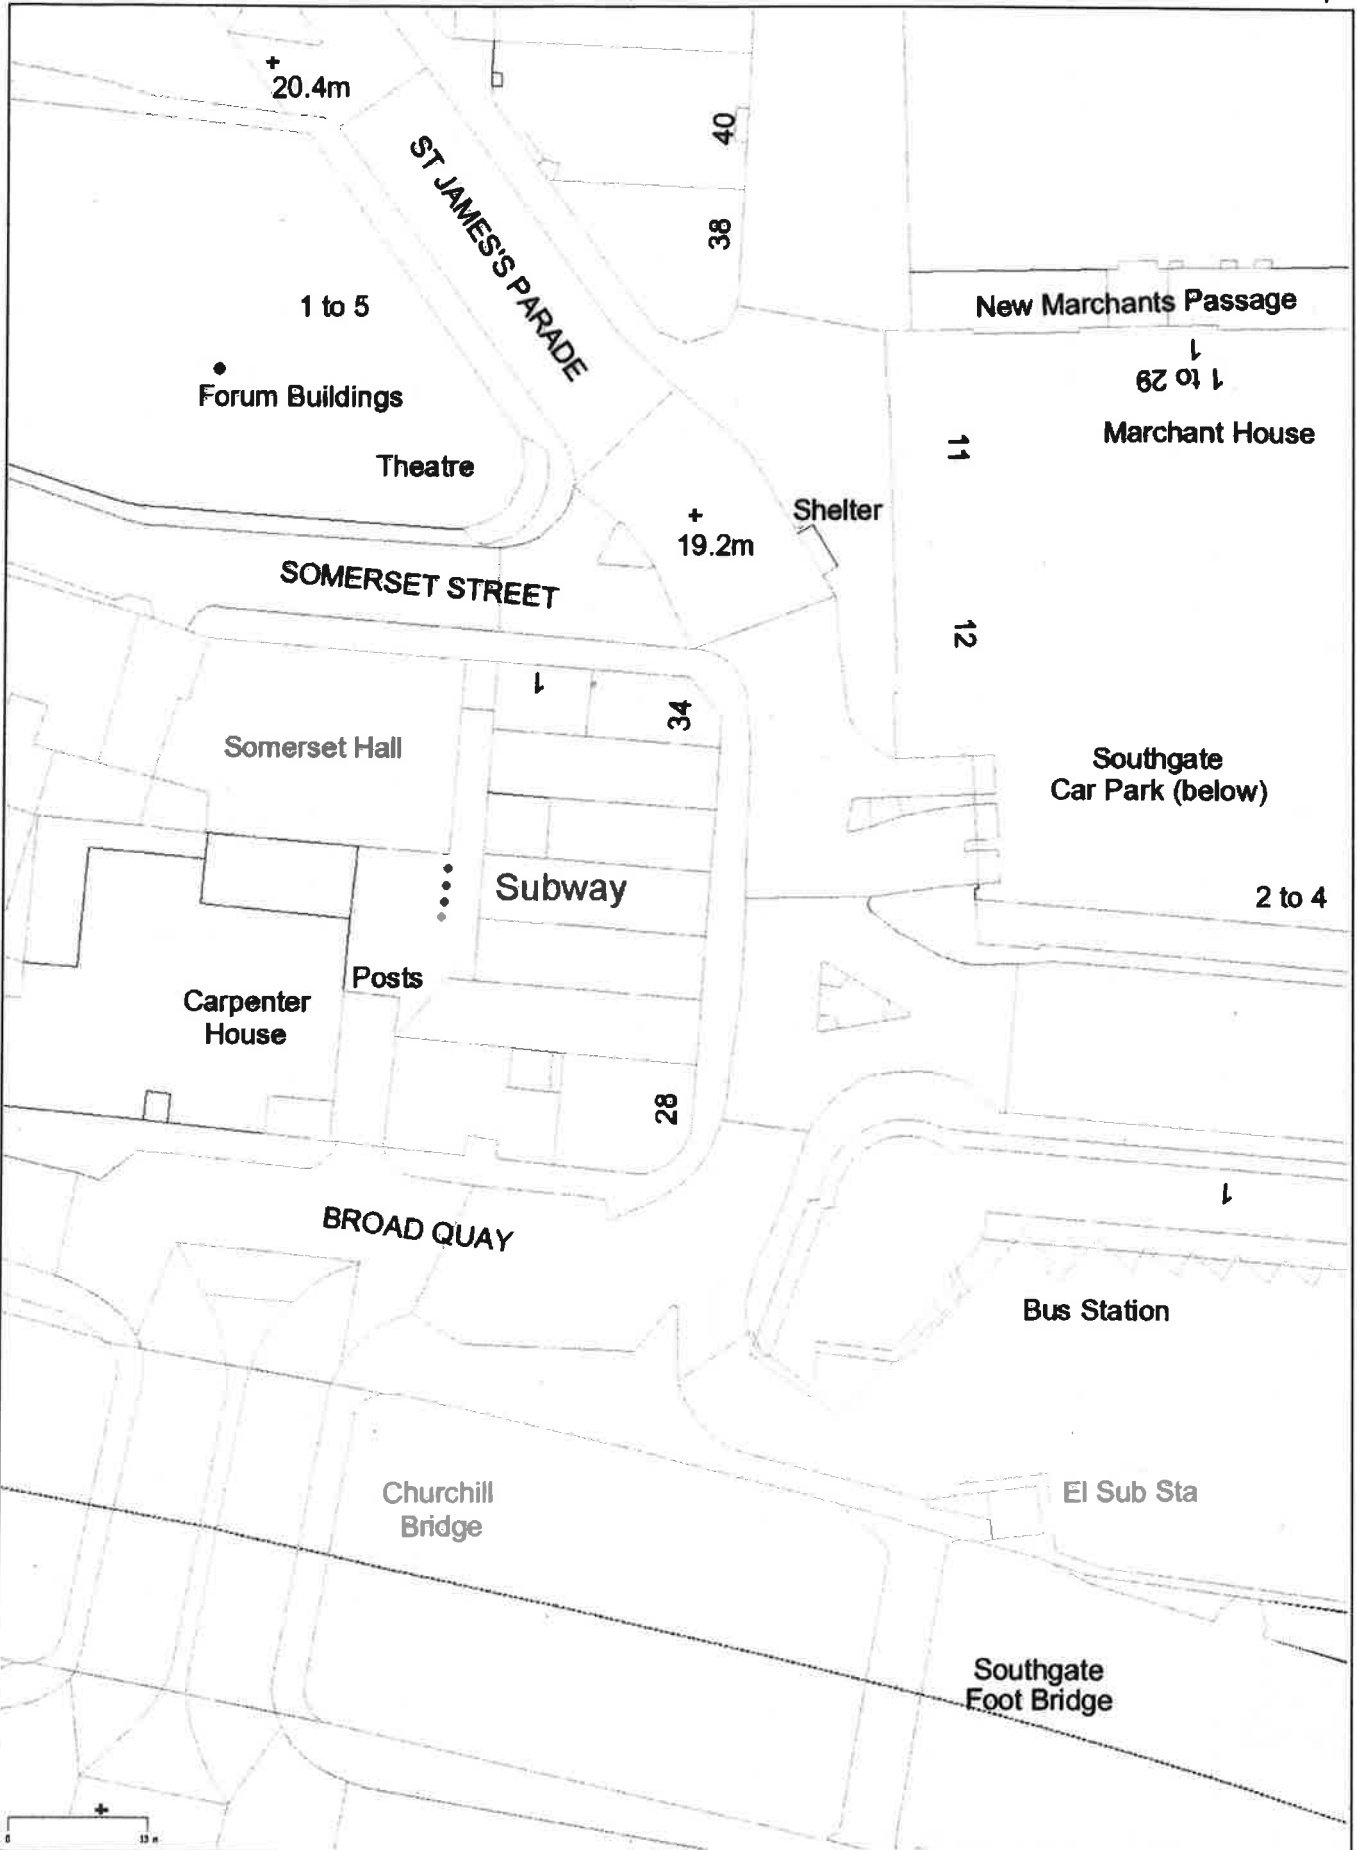 20.4m
40
ST JAMES'S PARADE
38
1 to 5
New Marchants Passage
1
1 to 29
Forum Buildings
Marchant House
11
Theatre
Shelter
19.2m
SOMERSET STREET
12
1
34
Somerset Hall
Southgate
Car Park (below)
Subway
2 to 4
Posts
Carpenter
House
28
1
BROAD QUAY
Bus Station
Churchill
Bridge
El Sub Sta
Southgate
Foot Bridge
0
13 m